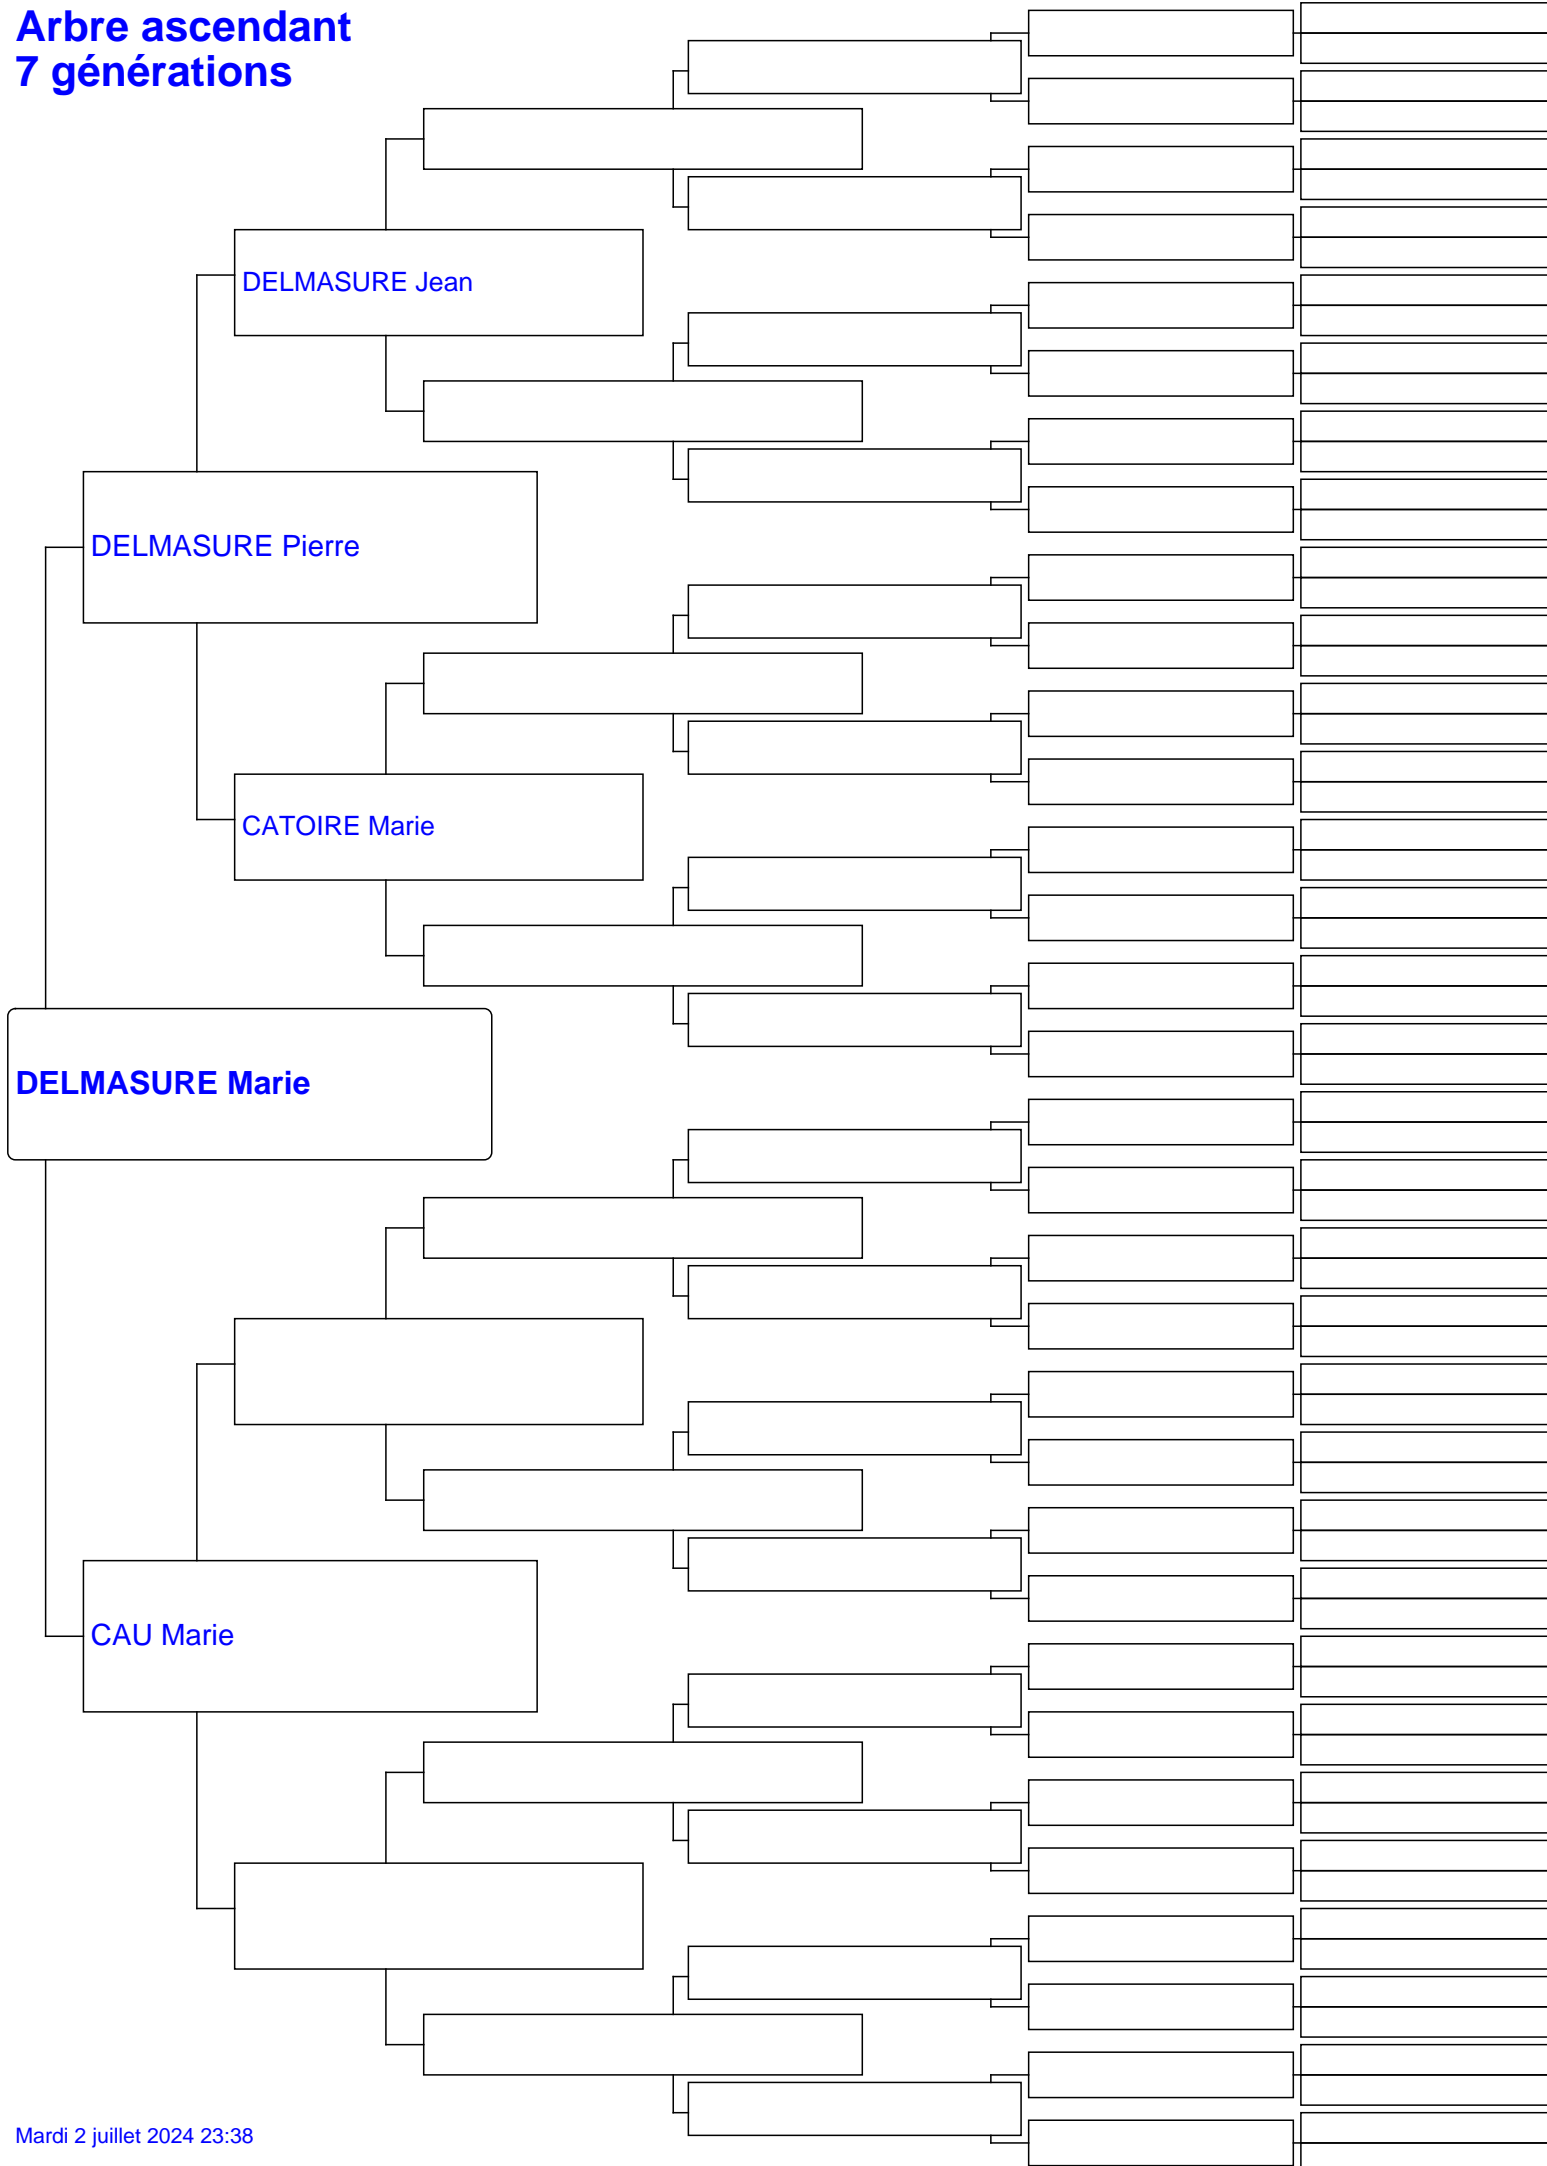 Arbre ascendant
7 générations
DELMASURE Jean
DELMASURE Pierre
CATOIRE Marie
DELMASURE Marie
CAU Marie
Mardi 2 juillet 2024 23:38